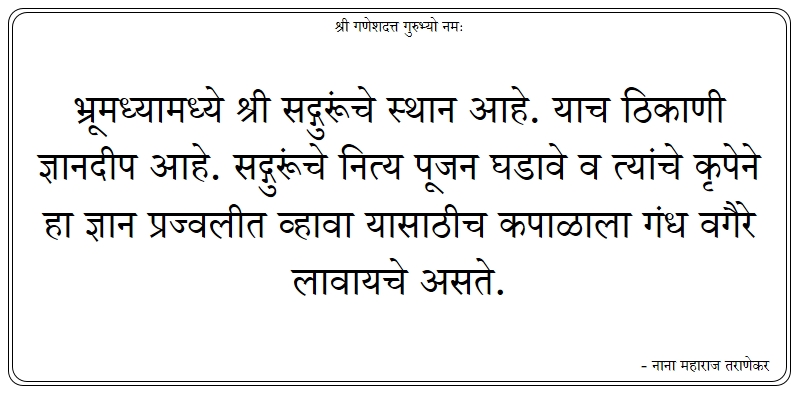 श्री गणेशदत्त गुरुभ्यो नमः
भ्रूमध्यामध्ये श्री सद्गुरूंचे स्थान आहे. याच ठिकाणी
ज्ञानदीप आहे. सद्गुरूंचे नित्य पूजन घडावे व त्यांचे कृपेने
हा ज्ञान प्रज्वलीत व्हावा यासाठीच कपाळाला गंध वगैरे
लावायचे असते.
- नाना महाराज तराणेकर